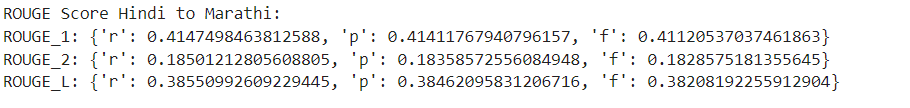 ROUGE Score Hindi to Marathi:
ROUGE_1: {'r': 0.4147498463812588, 'p': 0.41411767940796157, 'f': 0.41120537037461863}
ROUGE_2: {'r': 0.18501212805608805, 'p': 0.18358572556084948, 'f': 0.1828575181355645}
ROUGE_L: {'r': 0.38550992609229445, 'p': 0.38462095831206716, 'f': 0.38208192255912904}